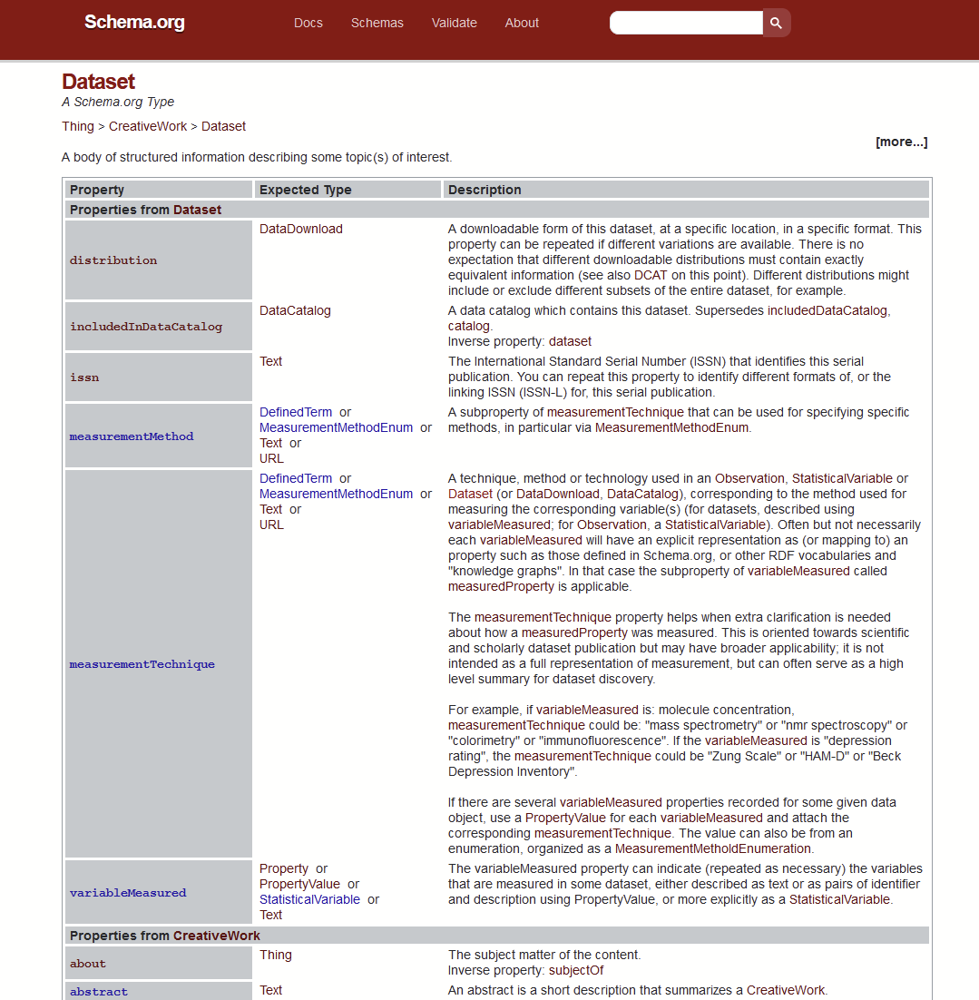 Schema.org
Docs Schemas Validate About
Dataset
A Schema.org Type
Thing > CreativeWork > Dataset
[more...]
A body of structured information describing some topic(s) of interest.
Property Expected Type Description
Properties from Dataset
distribution
DataDownload
A downloadable form of this dataset, at a specific location, in a specific format. This
property can be repeated if different variations are available. There is no
expectation that different downloadable distributions must contain exactly
equivalent information (see also DCAT on this point). Different distributions might
include or exclude different subsets of the entire dataset, for example.
includedInDataCatalog
DataCatalog
A data catalog which contains this dataset. Supersedes includedDataCatalog,
catalog.
Inverse property: dataset
issn
Text
The International Standard Serial Number (ISSN) that identifies this serial
publication. You can repeat this property to identify different formats of, or the
linking ISSN (ISSN-L) for, this serial publication.
measurementMethod
DefinedTerm or
MeasurementMethodEnum or
Text or
URL
A subproperty of measurementTechnique that can be used for specifying specific
methods, in particular via MeasurementMethodEnum.
measurementTechnique
DefinedTerm or
MeasurementMethodEnum or
Text or
URL
A technique, method or technology used in an Observation, StatisticalVariable or
Dataset (or DataDownload, DataCatalog), corresponding to the method used for
measuring the corresponding variable(s) (for datasets, described using
variableMeasured; for Observation, a StatisticalVariable). Often but not necessarily
each variableMeasured will have an explicit representation as (or mapping to) an
property such as those defined in Schema.org, or other RDF vocabularies and
"knowledge graphs". In that case the subproperty of variableMeasured called
measuredProperty is applicable.
The measurementTechnique property helps when extra clarification is needed
about how a measuredProperty was measured. This is oriented towards scientific
and scholarly dataset publication but may have broader applicability; it is not
intended as a full representation of measurement, but can often serve as a high
level summary for dataset discovery.
For example, if variableMeasured is: molecule concentration,
measurementTechnique could be: "mass spectrometry" or "nmr spectroscopy" or
"colorimetry" or "immunofluorescence". If the variableMeasured is "depression
rating", the measurementTechnique could be "Zung Scale" or "HAM-D" or "Beck
Depression Inventory".
If there are several variableMeasured properties recorded for some given data
object, use a PropertyValue for each variableMeasured and attach the
corresponding measurementTechnique. The value can also be from an
enumeration, organized as a MeasurementMetholdEnumeration.
variableMeasured
Property or
PropertyValue or
StatisticalVariable or
Text
The variableMeasured property can indicate (repeated as necessary) the variables
that are measured in some dataset, either described as text or as pairs of identifier
and description using PropertyValue, or more explicitly as a StatisticalVariable.
Properties from CreativeWork
about
Thing
The subject matter of the content.
Inverse property: subjectOf
abstract
Text
An abstract is a short description that summarizes a CreativeWork.